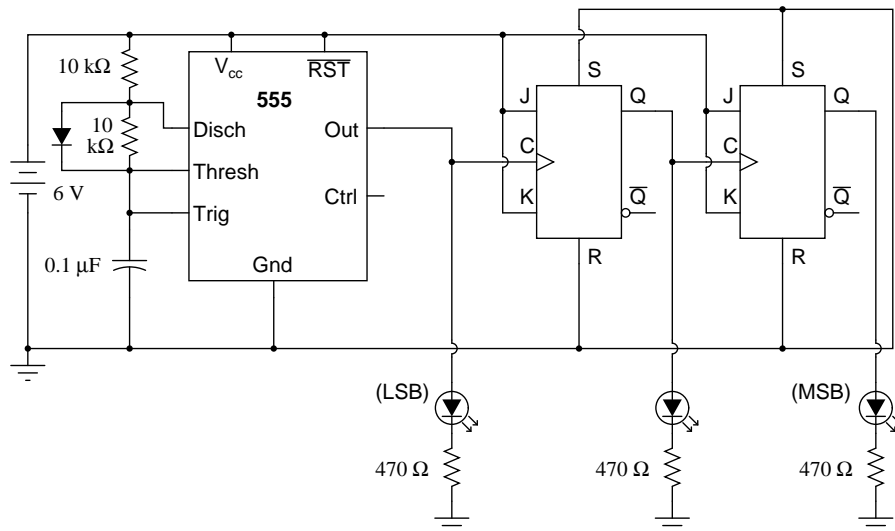 10 kΩ
V_cc
RST
S
S
555
J
Q
J
Q
10
kΩ
Disch
Out
C
C
Thresh
6 V
Ctrl
K
Q
K
Q
Trig
0.1 µF
Gnd
R
R
(LSB)
(MSB)
470 Ω
470 Ω
470 Ω